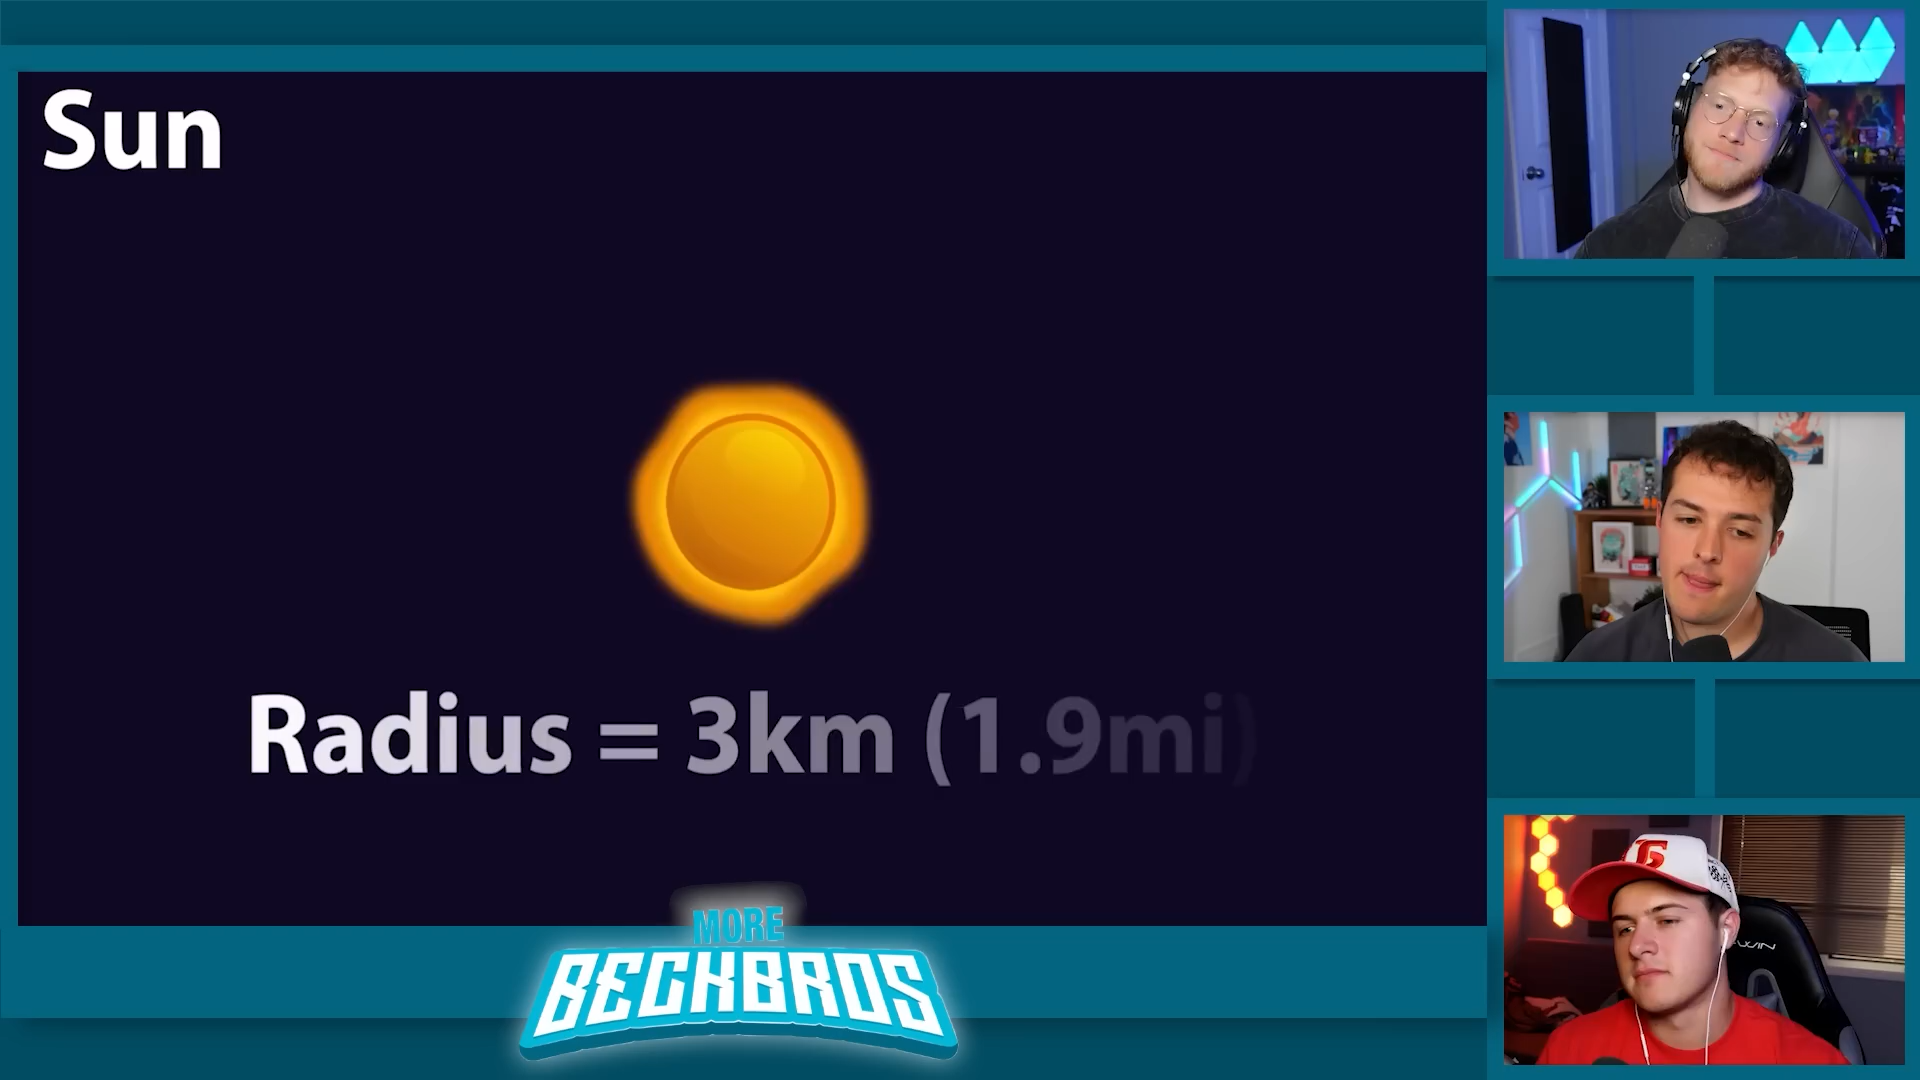 Sun
Radius = 3km (1.9mi)
MORE
BECKBROS